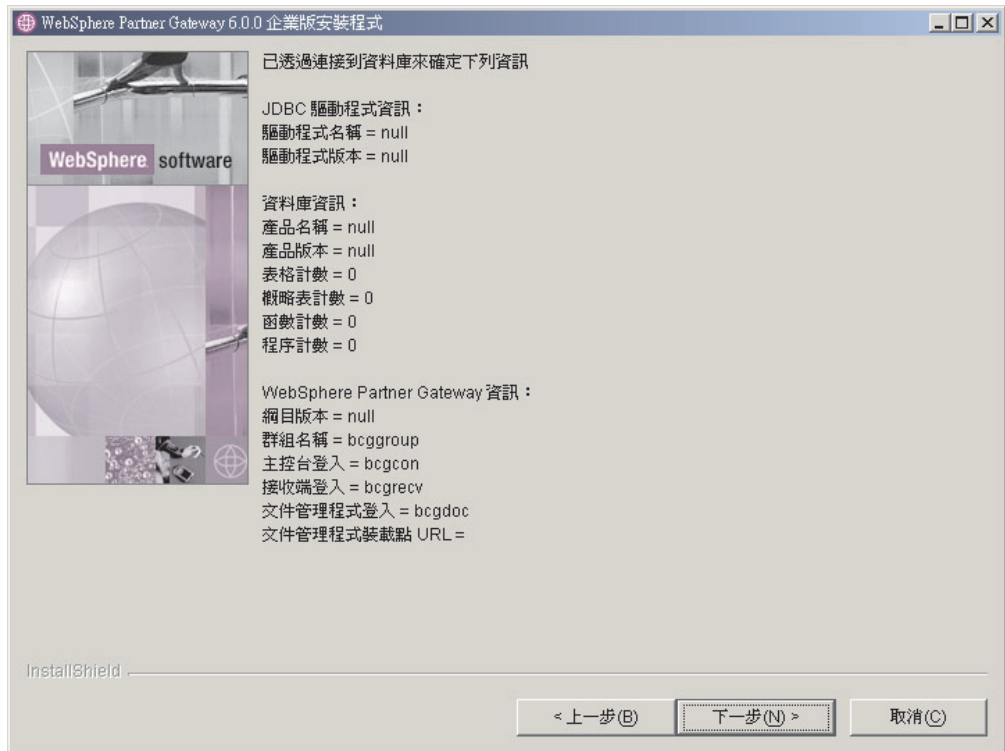 WebSphere Partner Gateway 6.0.0 企業版安裝程式
WebSphere software
已透過連接到資料庫來確定下列資訊
JDBC 驅動程式資訊：
驅動程式名稱 = null
驅動程式版本 = null
資料庫資訊：
產品名稱 = null
產品版本 = null
表格計數 = 0
概略表計數 = 0
函數計數 = 0
程序計數 = 0
WebSphere Partner Gateway 資訊：
綱目版本 = null
群組名稱 = bcggroup
主控台登入 = bcgcon
接收端登入 = bcgrecv
文件管理程式登入 = bcgdoc
文件管理程式裝載點 URL =
InstallShield
< 上一步(B)
下一步(N) >
取消(C)